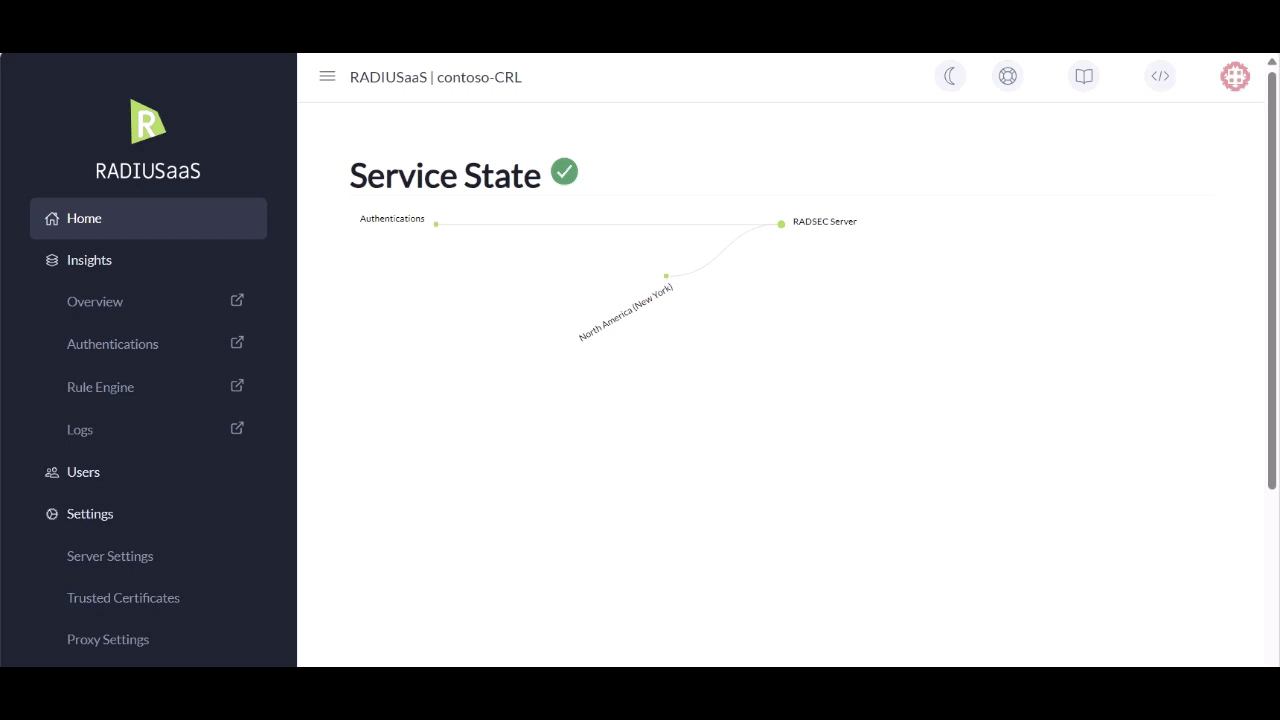 R
RADIUSaaS
Home
Insights
Overview
Authentications
Rule Engine
Logs
Users
Settings
Server Settings
Trusted Certificates
Proxy Settings
RADIUSaaS | contoso-CRL
</>
Service State
Authentications
RADSEC Server
North America (New York)